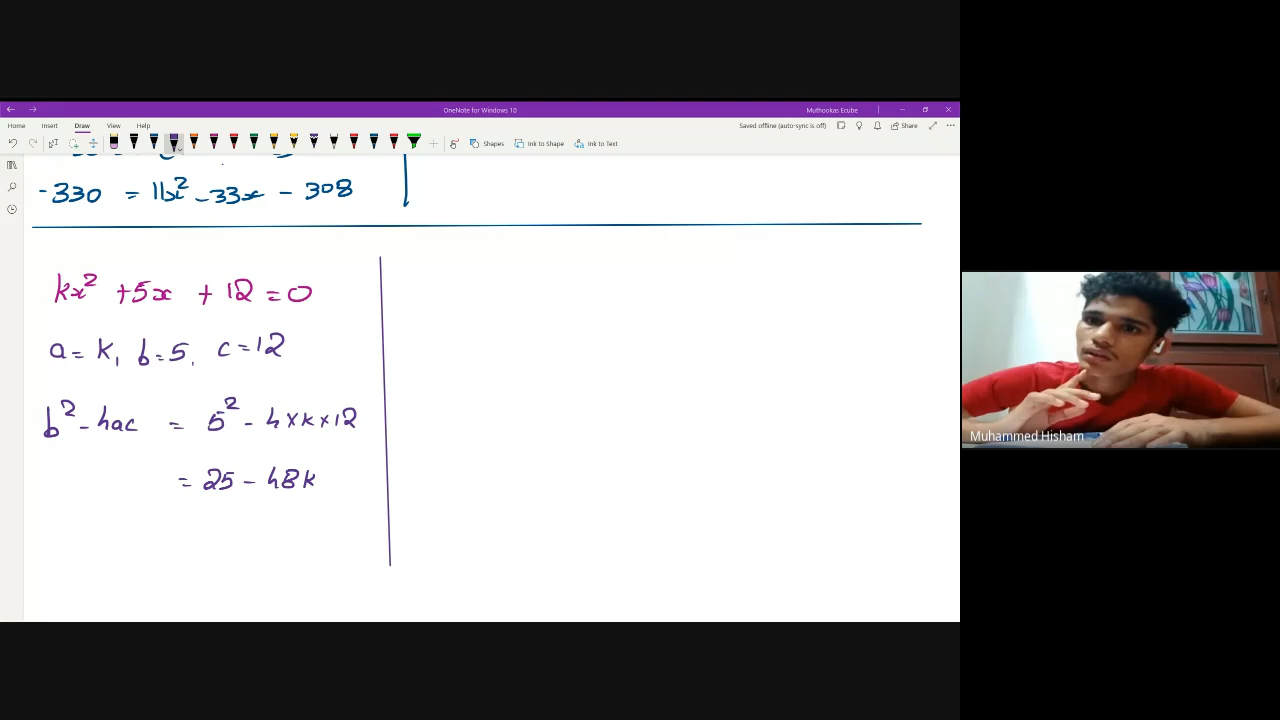 OneNote for Windows 10
Muthookas Ecube
Home Insert Draw View Help
Saved offline (auto-sync is off) Share
Shapes Ink to Shape Ink to Text
-330 = 11x² - 33x - 308
kx² + 5x + 12 = 0
a = k, b = 5, c = 12
b² - 4ac = 5² - 4 × k × 12
= 25 - 48k
Muhammed Hisham